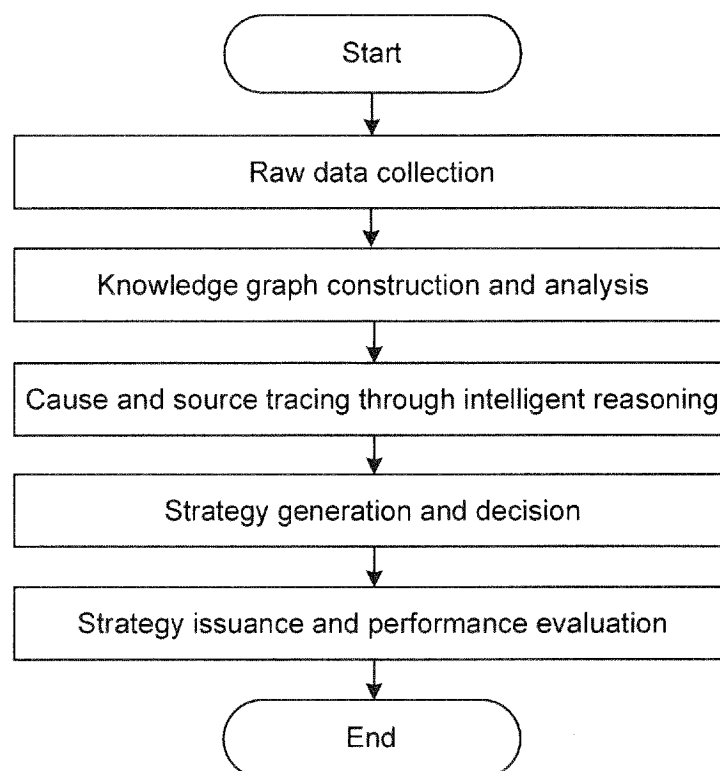 Start
Raw data collection
Knowledge graph construction and analysis
Cause and source tracing through intelligent reasoning
Strategy generation and decision
Strategy issuance and performance evaluation
End